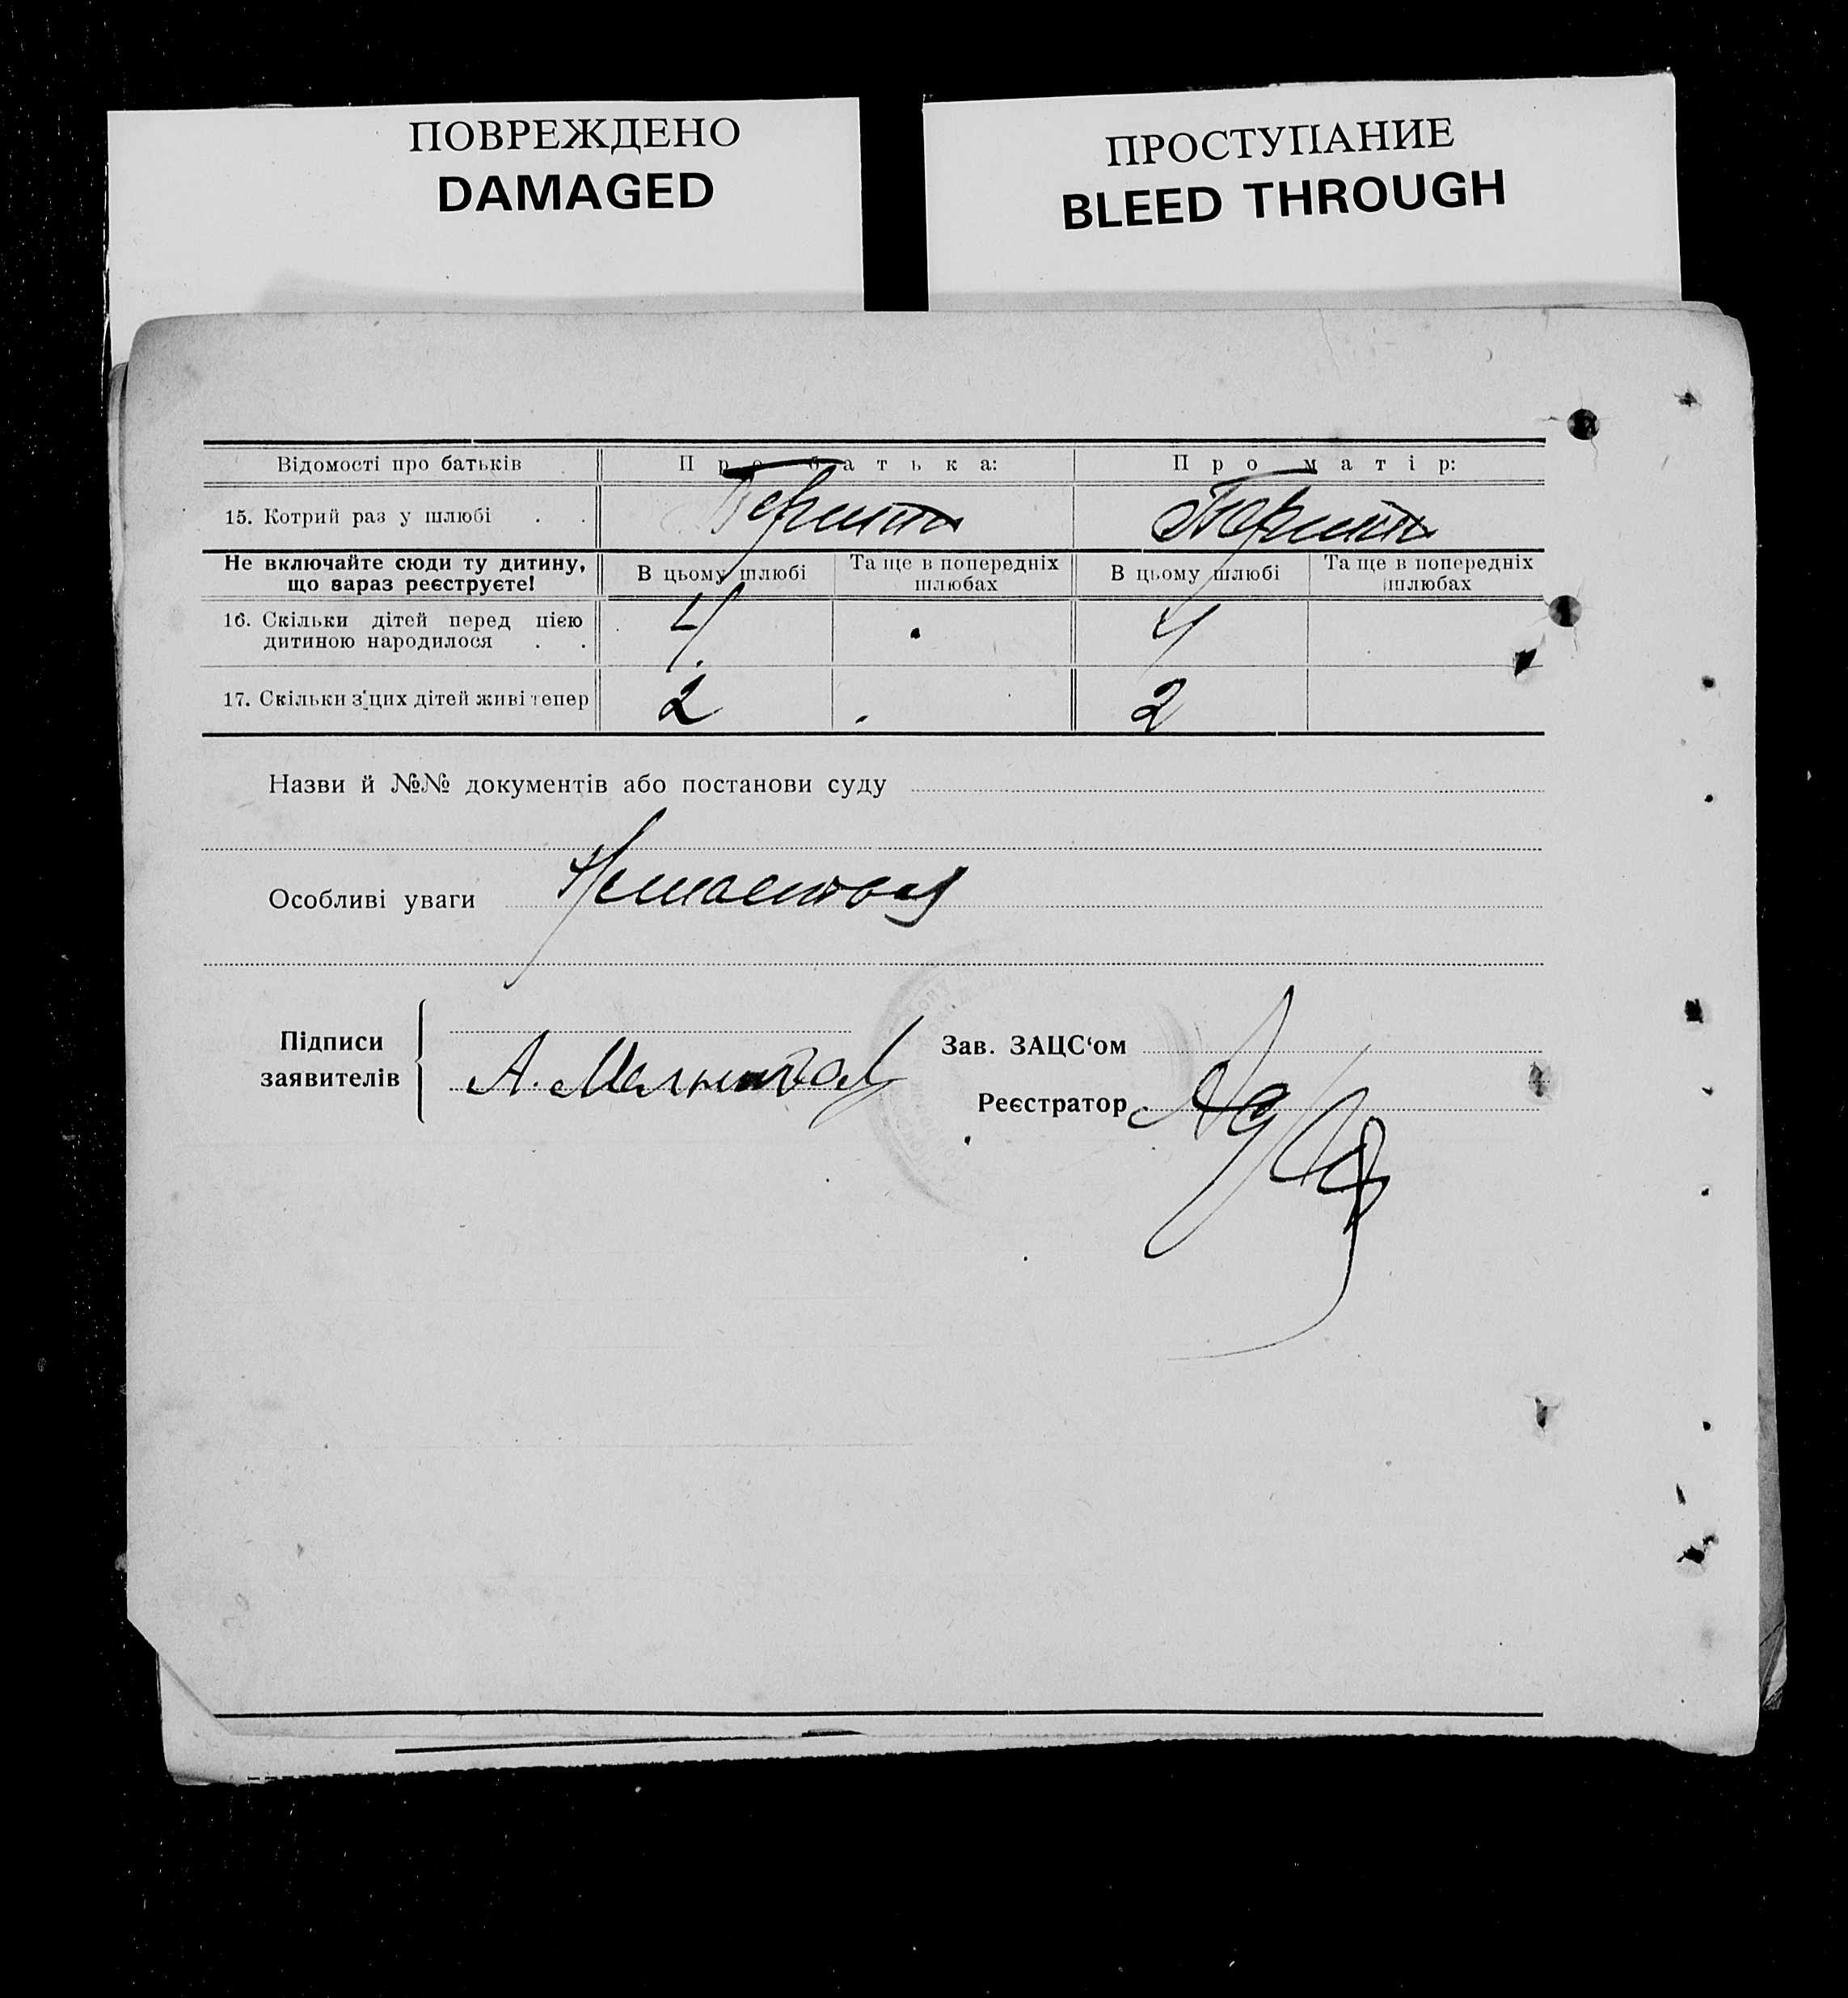 ПОВРЕЖДЕНО
DAMAGED
ПРОСТУПАНИЕ
BLEED THROUGH
Відомості про батьків Про батька: Про матір:
15. Котрий раз у шлюбі . . Перший Перший
Не включайте сюди ту дитину, що зараз реєструєте! В цьому шлюбі Та ще в попередніх шлюбах В цьому шлюбі Та ще в попередніх шлюбах
16. Скільки дітей перед цією дитиною народилося . . 4 4
17. Скільки з цих дітей живі тепер 2 2
Назви й №№ документів або постанови суду
Особливі уваги
Підписи заявителів
А.
Зав. ЗАЦС‘ом
Реєстратор